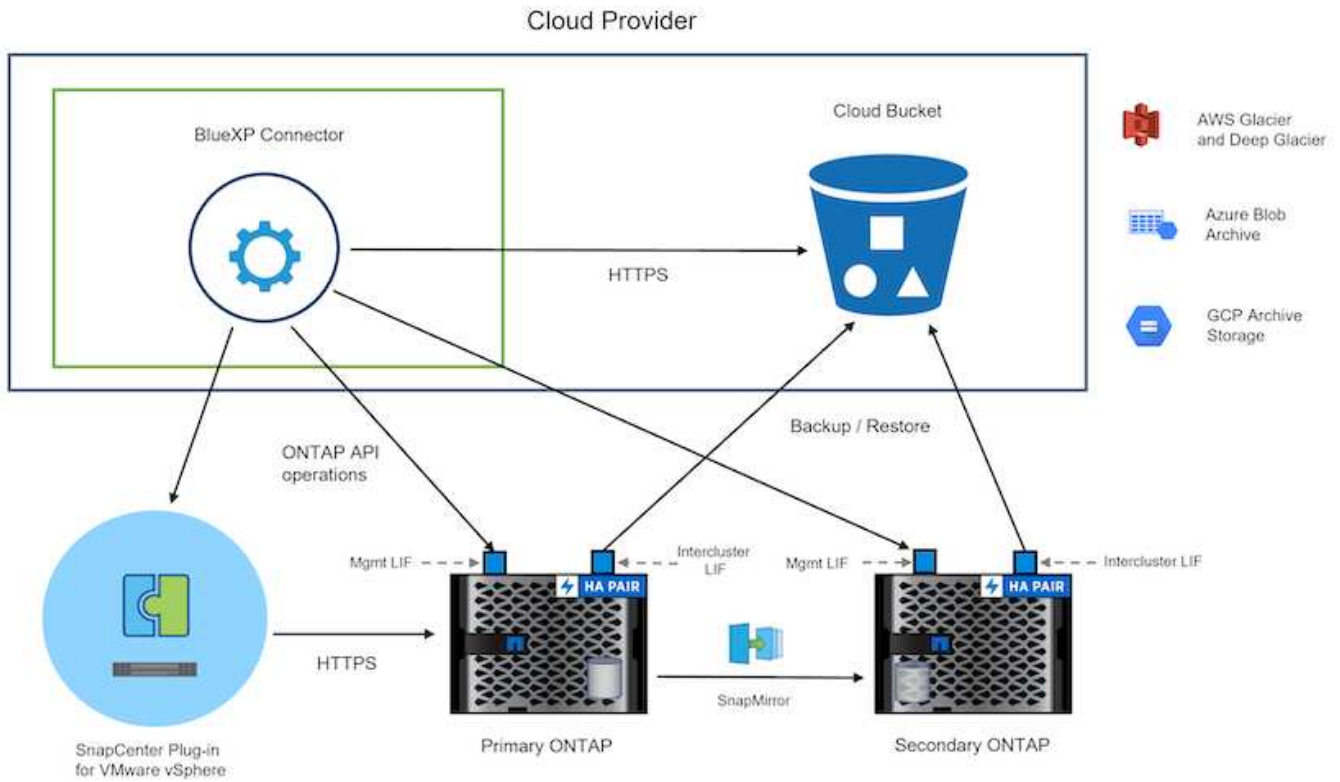 Cloud Provider
BlueXP Connector
Cloud Bucket
AWS Glacier
and Deep Glacier
Azure Blob
Archive
HTTPS
GCP Archive
Storage
Backup / Restore
ONTAP API
operations
Mgmt LIF
Intercluster
LIF
Mgmt LIF
Intercluster LIF
HA PAIR
HA PAIR
HTTPS
SnapMirror
SnapCenter Plug-in
for VMware vSphere
Primary ONTAP
Secondary ONTAP